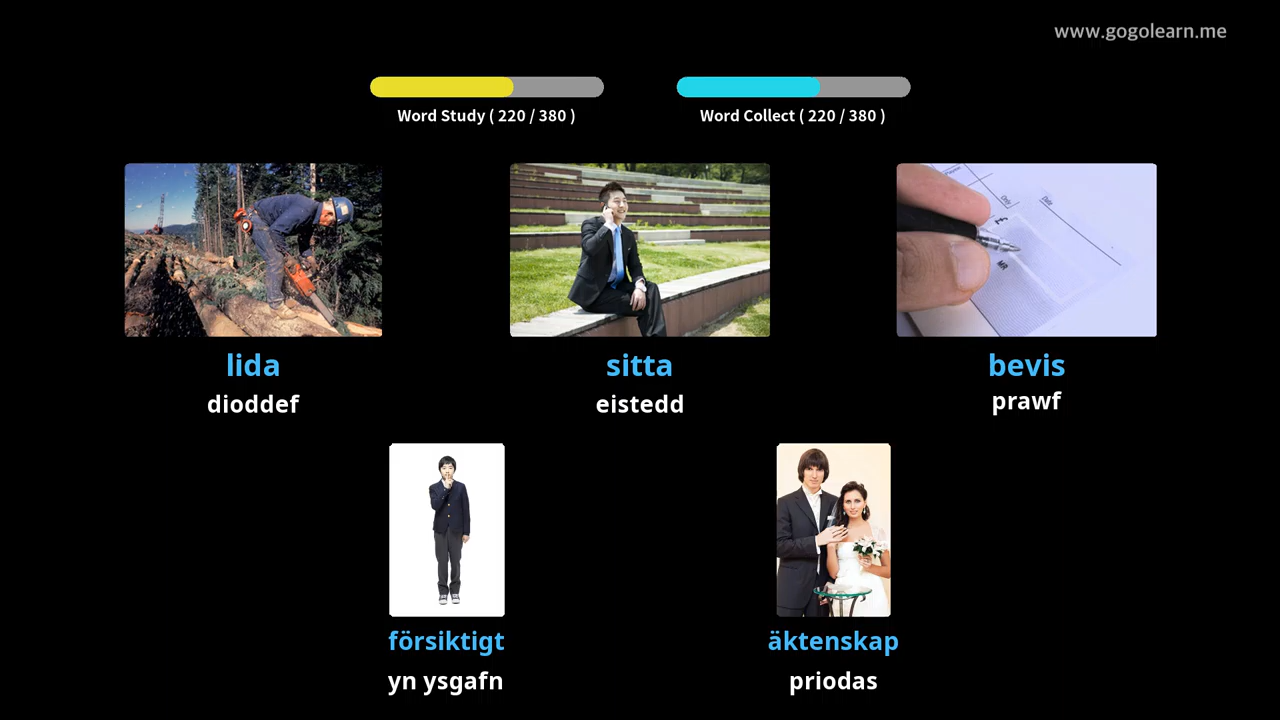 www.gogolearn.me
Word Study ( 220 / 380 )
Word Collect ( 220 / 380 )
lida
dioddef
sitta
eistedd
bevis
prawf
försiktigt
yn ysgafn
äktenskap
priodas